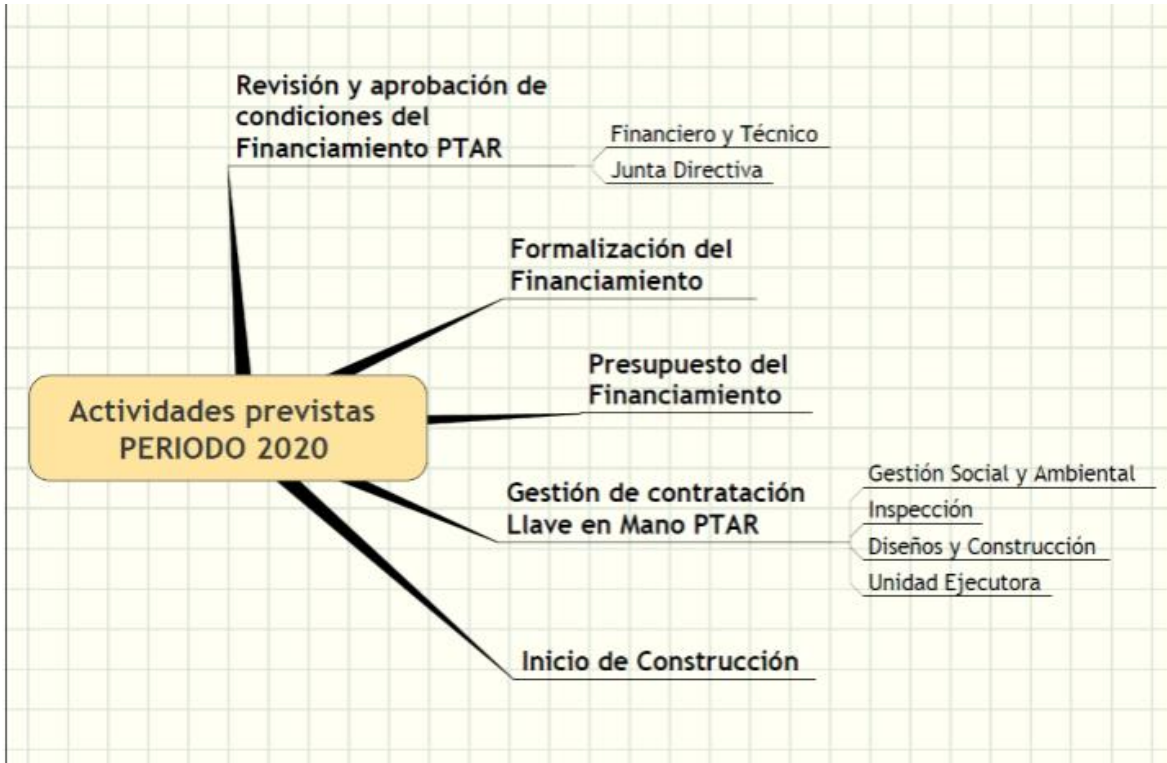 Revisión y aprobación de
condiciones del
Financiamiento PTAR
Financiero y Técnico
Junta Directiva
Formalización del
Financiamiento
Presupuesto del
Financiamiento
Actividades previstas
PERIODO 2020
Gestión de contratación
Llave en Mano PTAR
Gestión Social y Ambiental
Inspección
Diseños y Construcción
Unidad Ejecutora
Inicio de Construcción